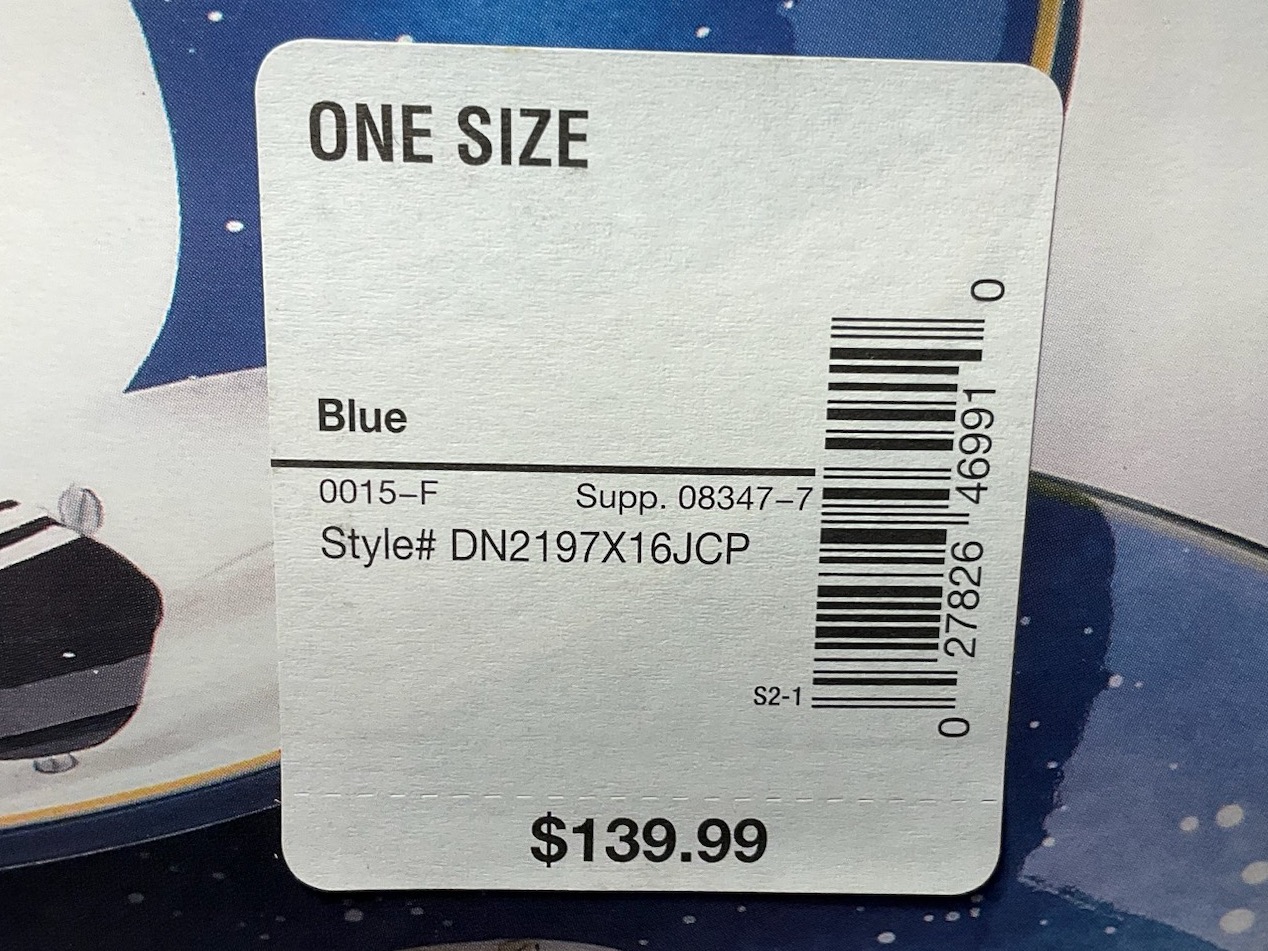 ONE SIZE
Blue
0015-F Supp. 08347-7
Style# DN2197X16JCP
S2-1
0 27826 46991 0
$139.99